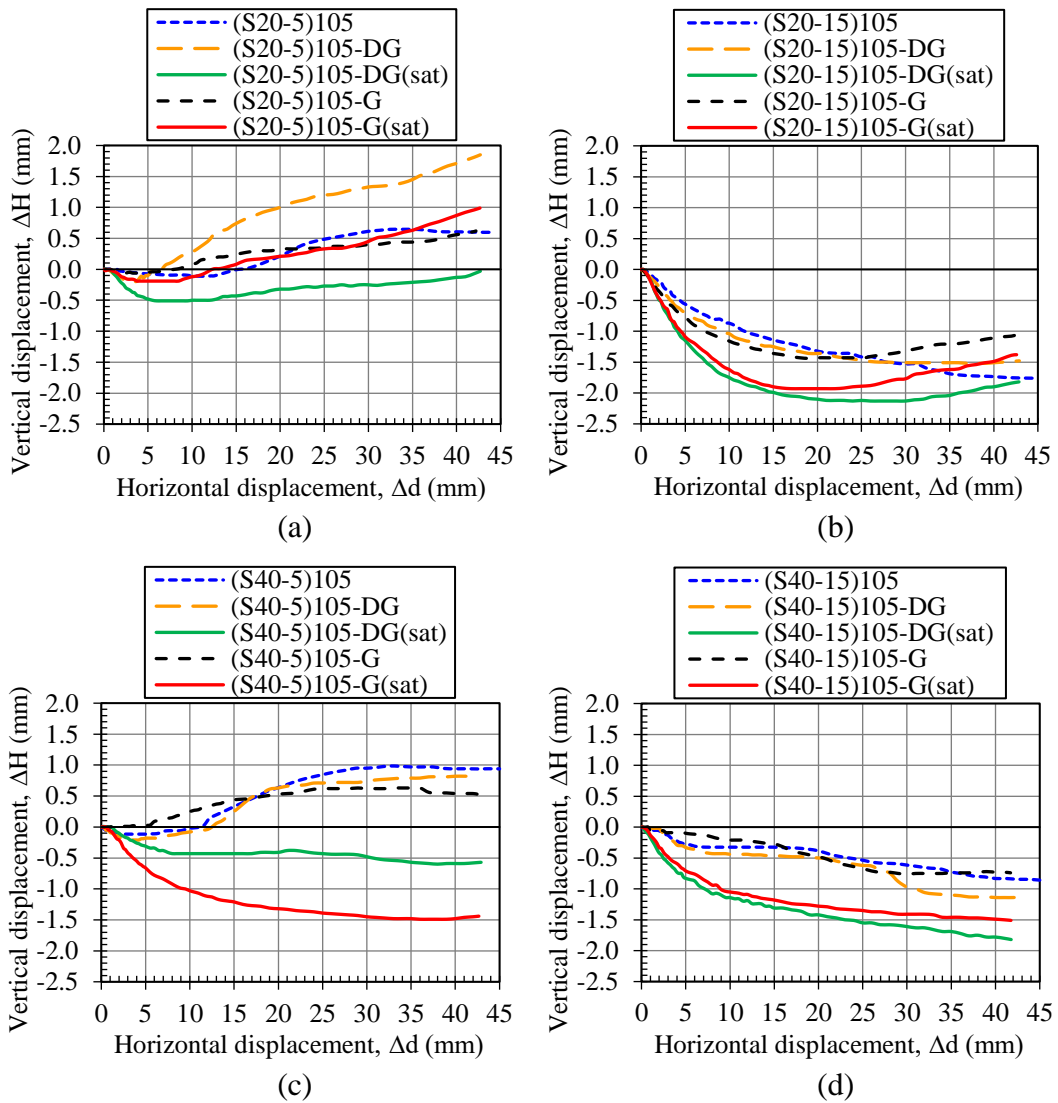 (S20-5)105
(S20-5)105-DG
(S20-5)105-DG(sat)
(S20-5)105-G
(S20-5)105-G(sat)
Vertical displacement, ΔH (mm)
2.0
1.5
1.0
0.5
0.0
-0.5
-1.0
-1.5
-2.0
-2.5
0 5 10 15 20 25 30 35 40 45
Horizontal displacement, Δd (mm)
(a)
(S20-15)105
(S20-15)105-DG
(S20-15)105-DG(sat)
(S20-15)105-G
(S20-15)105-G(sat)
Vertical displacement, ΔH (mm)
2.0
1.5
1.0
0.5
0.0
-0.5
-1.0
-1.5
-2.0
-2.5
0 5 10 15 20 25 30 35 40 45
Horizontal displacement, Δd (mm)
(b)
(S40-5)105
(S40-5)105-DG
(S40-5)105-DG(sat)
(S40-5)105-G
(S40-5)105-G(sat)
Vertical displacement, ΔH (mm)
2.0
1.5
1.0
0.5
0.0
-0.5
-1.0
-1.5
-2.0
-2.5
0 5 10 15 20 25 30 35 40 45
Horizontal displacement, Δd (mm)
(c)
(S40-15)105
(S40-15)105-DG
(S40-15)105-DG(sat)
(S40-15)105-G
(S40-15)105-G(sat)
Vertical displacement, ΔH (mm)
2.0
1.5
1.0
0.5
0.0
-0.5
-1.0
-1.5
-2.0
-2.5
0 5 10 15 20 25 30 35 40 45
Horizontal displacement, Δd (mm)
(d)